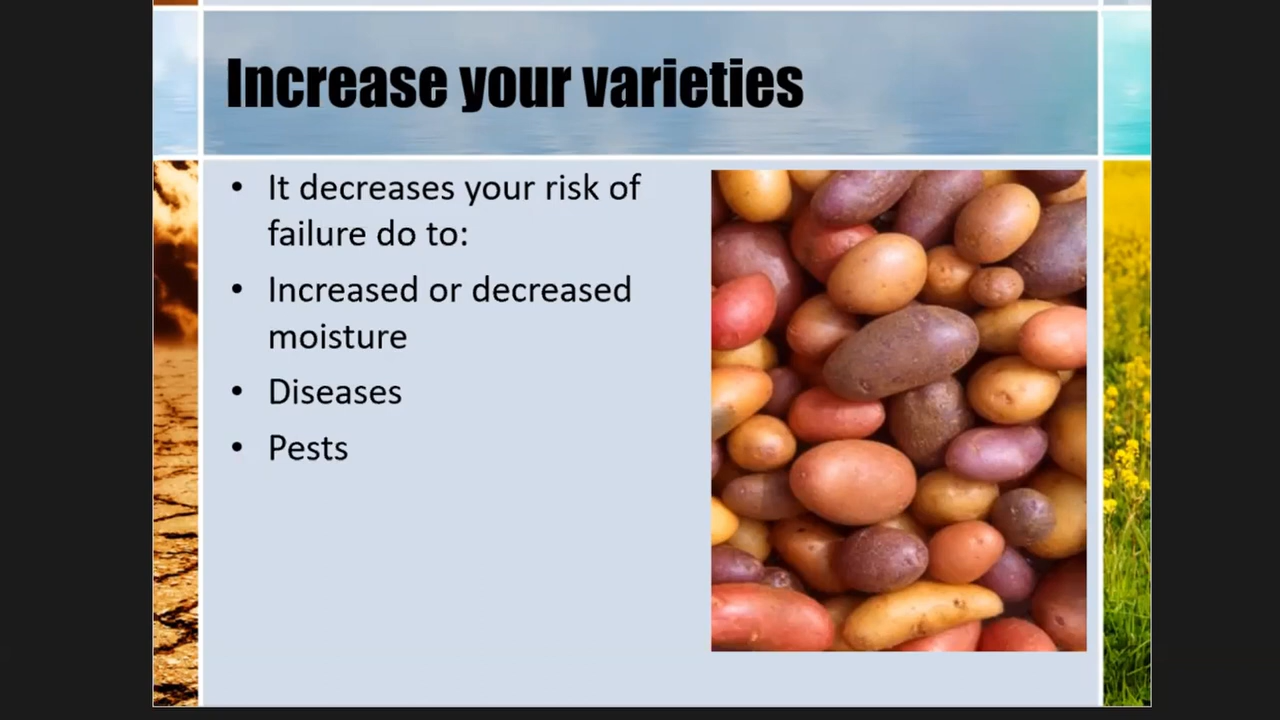 Increase your varieties
• It decreases your risk of
failure do to:
• Increased or decreased
moisture
• Diseases
• Pests